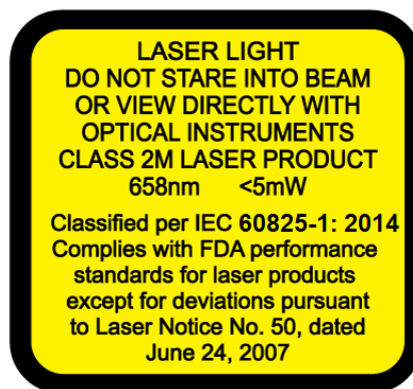 LASER LIGHT
DO NOT STARE INTO BEAM
OR VIEW DIRECTLY WITH
OPTICAL INSTRUMENTS
CLASS 2M LASER PRODUCT
658nm <5mW
Classified per IEC 60825-1: 2014
Complies with FDA performance
standards for laser products
except for deviations pursuant
to Laser Notice No. 50, dated
June 24, 2007